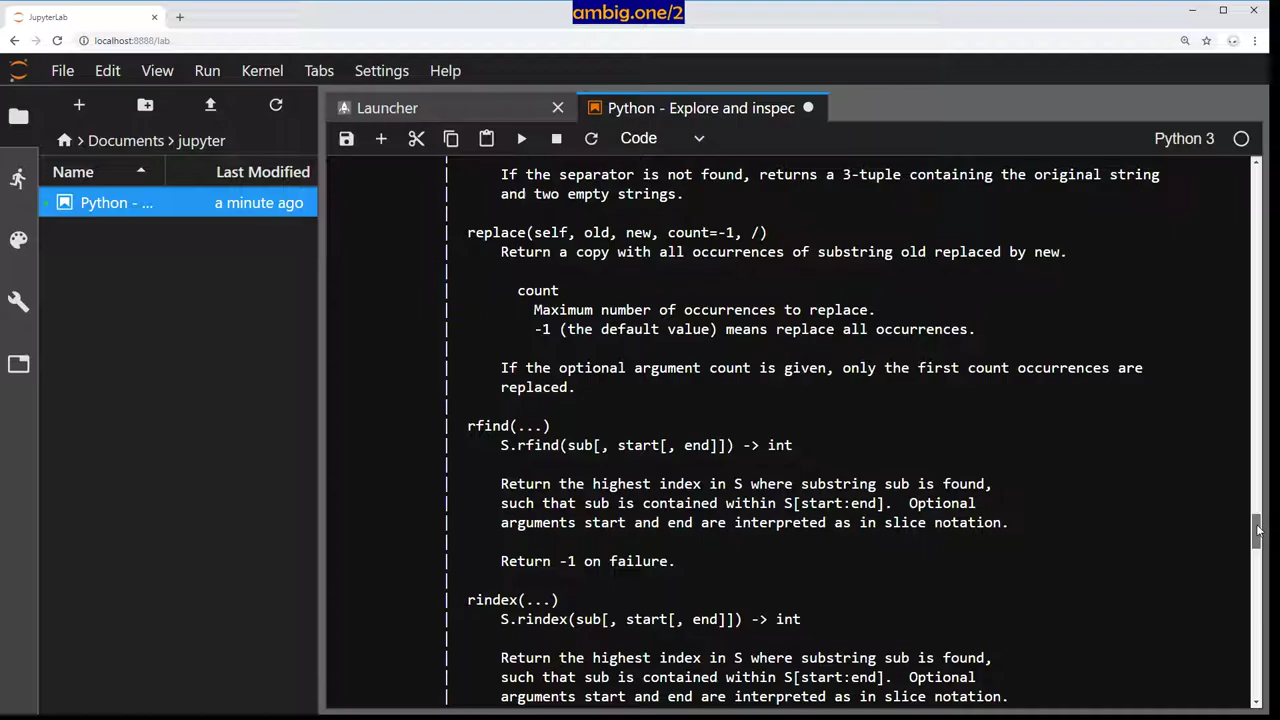 ambig.one/2
JupyterLab
localhost:8888/lab
File Edit View Run Kernel Tabs Settings Help
Launcher
Python - Explore and inspec
Documents jupyter
Code
Python 3
Name Last Modified
Python - ... a minute ago
If the separator is not found, returns a 3-tuple containing the original string
and two empty strings.
replace(self, old, new, count=-1, /)
Return a copy with all occurrences of substring old replaced by new.
count
Maximum number of occurrences to replace.
-1 (the default value) means replace all occurrences.
If the optional argument count is given, only the first count occurrences are
replaced.
rfind(...)
S.rfind(sub[, start[, end]]) -> int
Return the highest index in S where substring sub is found,
such that sub is contained within S[start:end].  Optional
arguments start and end are interpreted as in slice notation.
Return -1 on failure.
rindex(...)
S.rindex(sub[, start[, end]]) -> int
Return the highest index in S where substring sub is found,
such that sub is contained within S[start:end].  Optional
arguments start and end are interpreted as in slice notation.